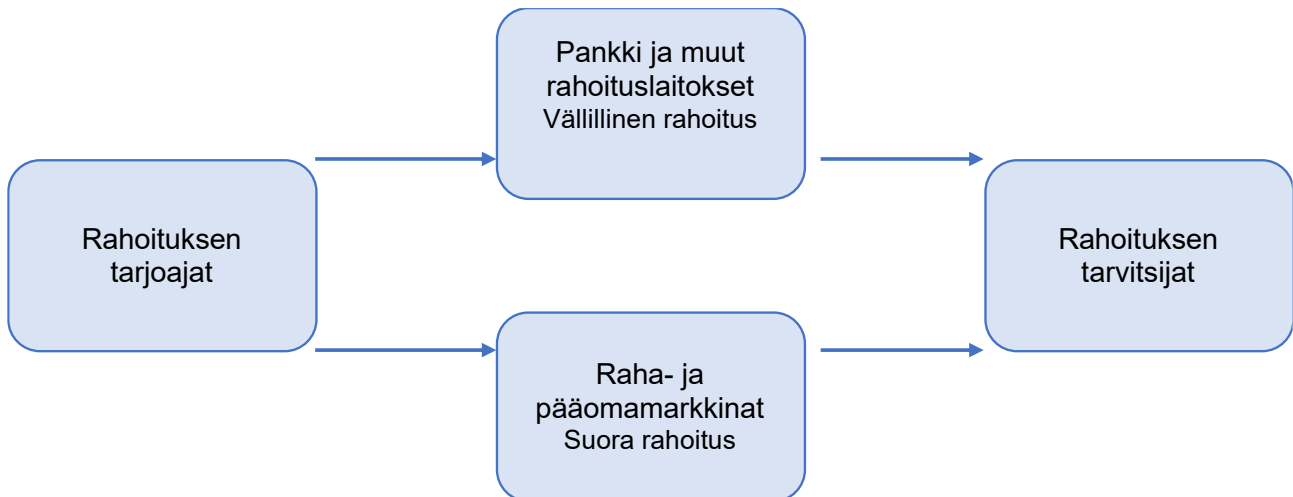 Pankki ja muut
rahoituslaitokset
Vällillinen rahoitus
Rahoituksen
tarjoajat
Rahoituksen
tarvitsijat
Raha- ja
pääomamarkkinat
Suora rahoitus